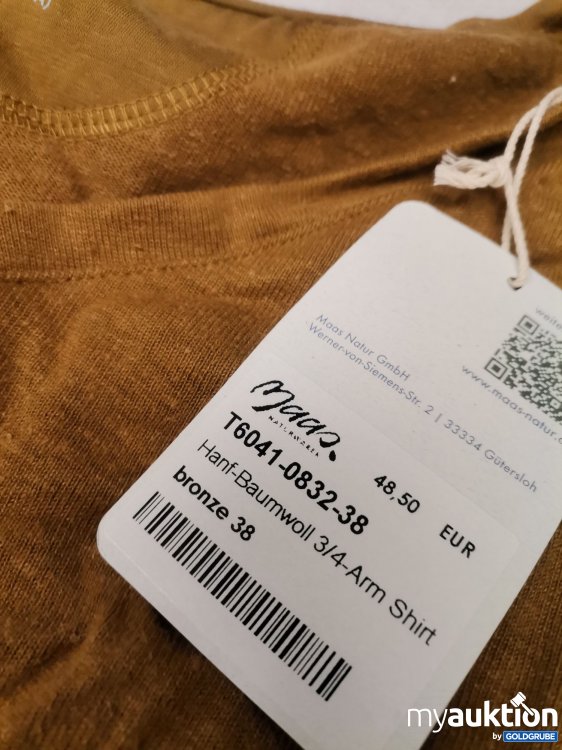 weite
Maas Natur GmbH
Werner-von-Siemens-Str. 2 | 33334 Gütersloh
www.maas-natur.
maas.
NATURWAREN
48,50 EUR
T6041-0832-38
Hanf-Baumwoll 3/4-Arm Shirt
bronze 38
myauktion
by GOLDGRUBE